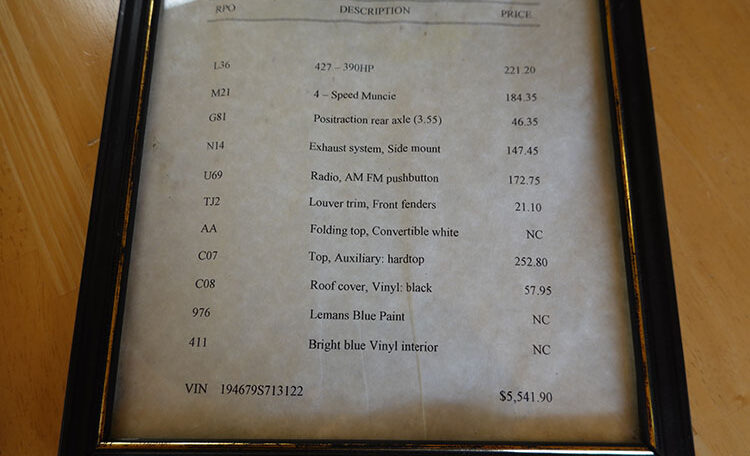 RPO DESCRIPTION PRICE
L36 427 – 390HP 221.20
M21 4 – Speed Muncie 184.35
G81 Positraction rear axle (3.55) 46.35
N14 Exhaust system, Side mount 147.45
U69 Radio, AM FM pushbutton 172.75
TJ2 Louver trim, Front fenders 21.10
AA Folding top, Convertible white NC
C07 Top, Auxiliary: hardtop 252.80
C08 Roof cover, Vinyl: black 57.95
976 Lemans Blue Paint NC
411 Bright blue Vinyl interior NC
VIN 194679S713122 $5,541.90